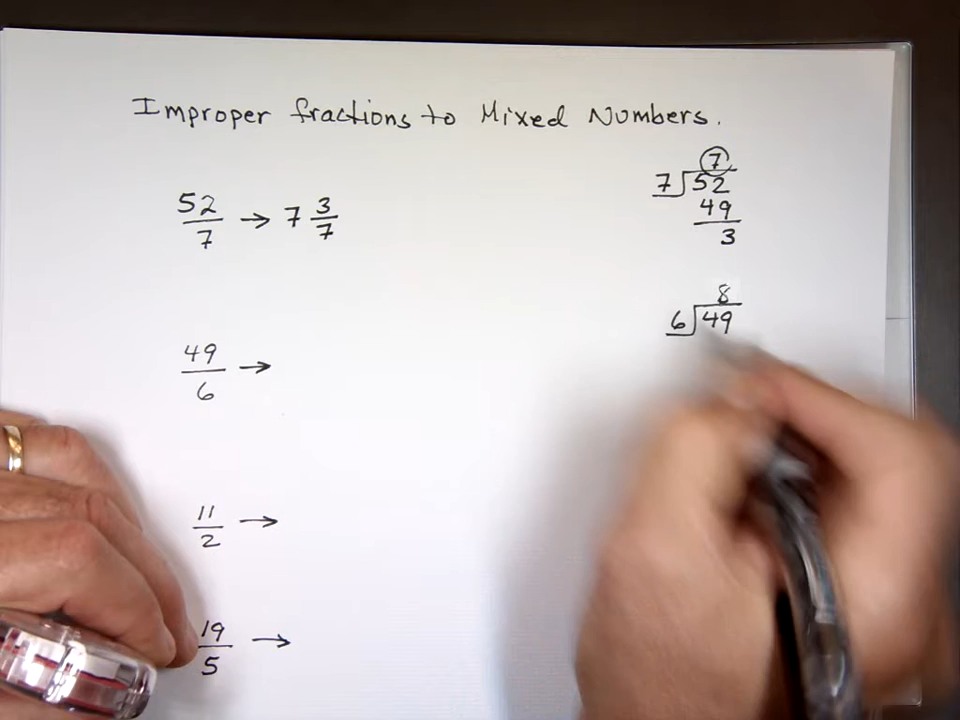 Improper fractions to Mixed Numbers.
52/7 → 7 3/7
7
7 ) 52
49
3
49/6 →
8
6 ) 49
11/2 →
19/5 →